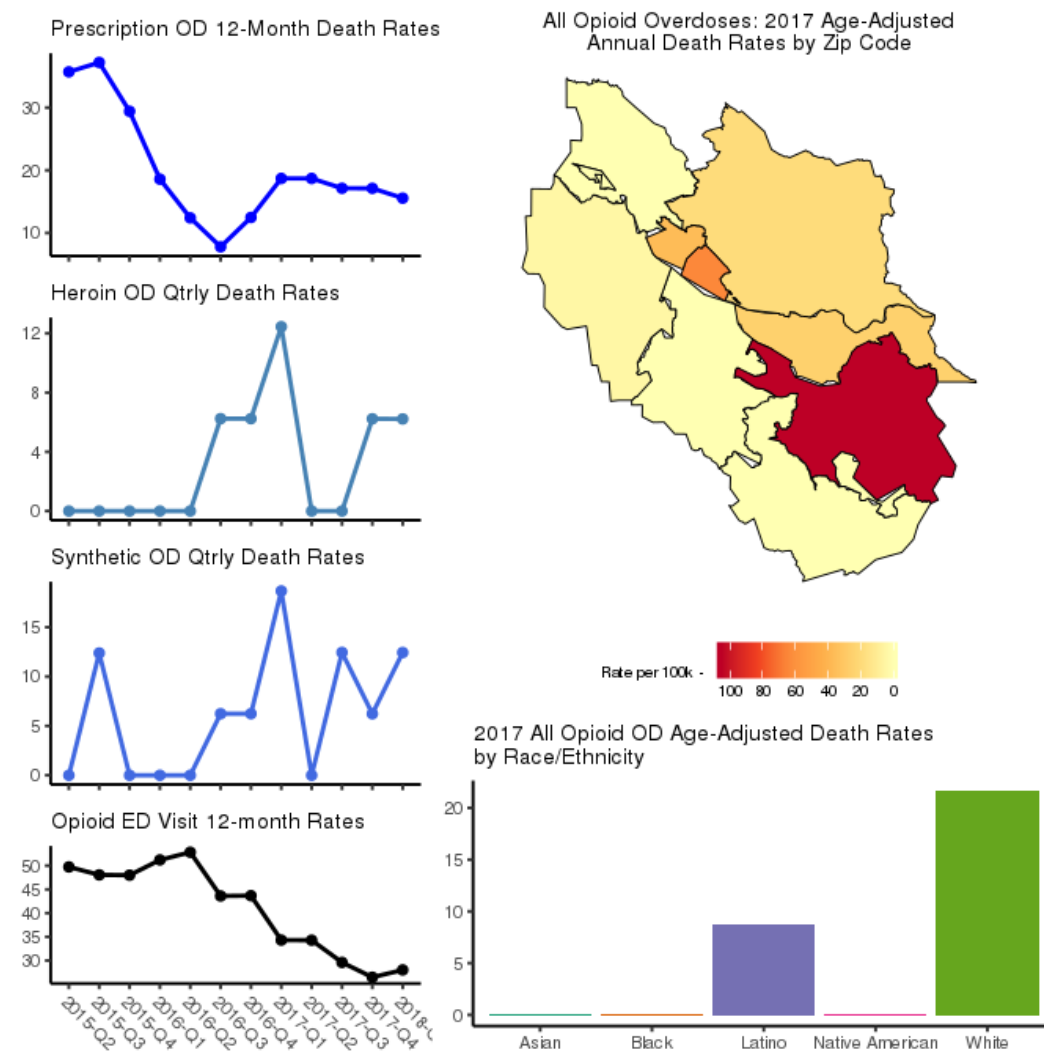 Prescription OD 12-Month Death Rates
30
20
10
Heroin OD Qtrly Death Rates
12
8
4
0
Synthetic OD Qtrly Death Rates
15
10
5
0
Opioid ED Visit 12-month Rates
50
45
40
35
30
2015-Q2
2015-Q3
2015-Q4
2016-Q1
2016-Q2
2016-Q3
2016-Q4
2017-Q1
2017-Q2
2017-Q3
2017-Q4
2018-
All Opioid Overdoses: 2017 Age-Adjusted
Annual Death Rates by Zip Code
Rate per 100k -
100 80 60 40 20 0
2017 All Opioid OD Age-Adjusted Death Rates
by Race/Ethnicity
20
15
10
5
0
Asian Black Latino Native American White